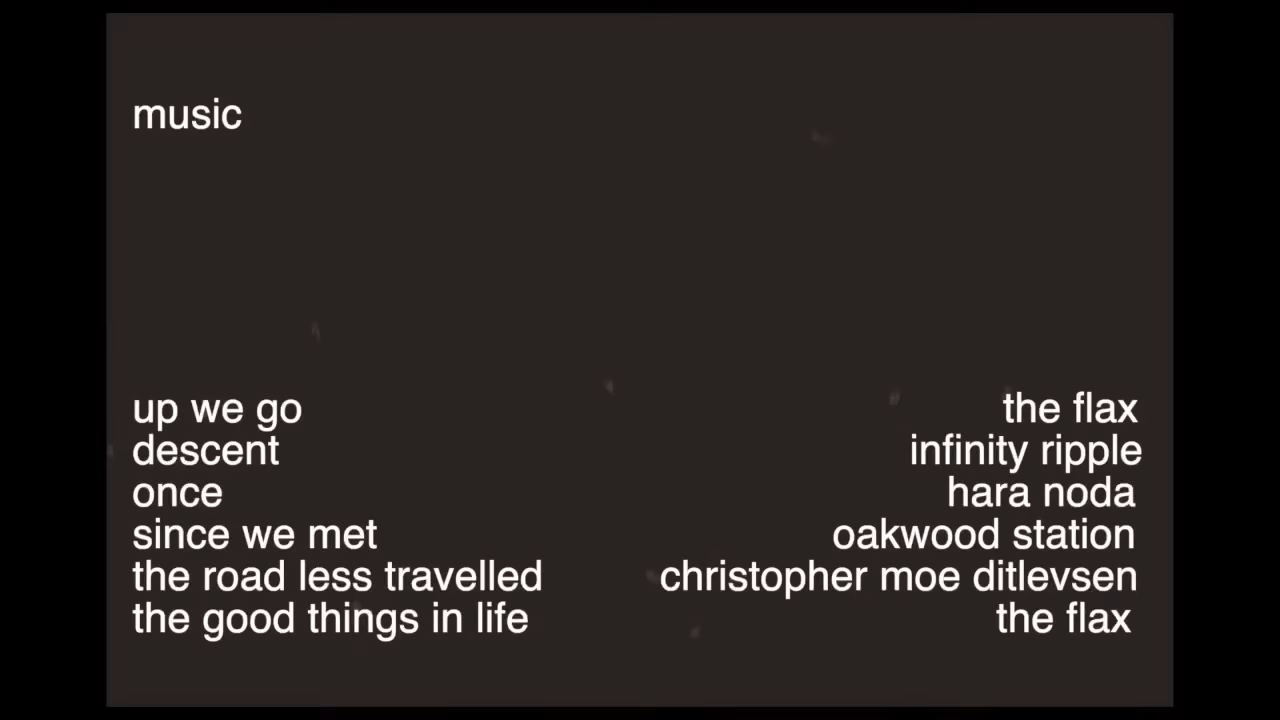 music
up we go the flax
descent infinity ripple
once hara noda
since we met oakwood station
the road less travelled christopher moe ditlevsen
the good things in life the flax